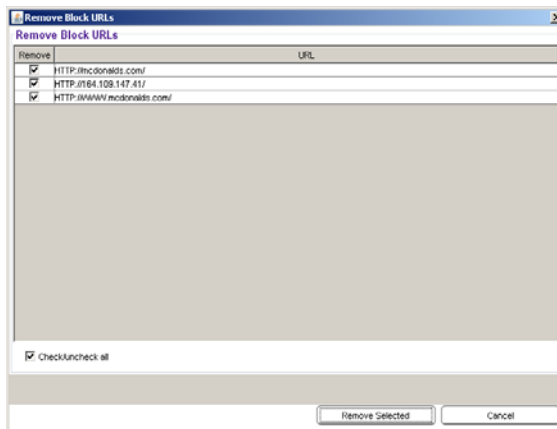 Remove Block URLs
Remove Block URLs
Remove URL
HTTP://mcdonalds.com/
HTTP://164.109.147.41/
HTTP://WWW.mcdonalds.com/
Check/uncheck all
Remove Selected Cancel